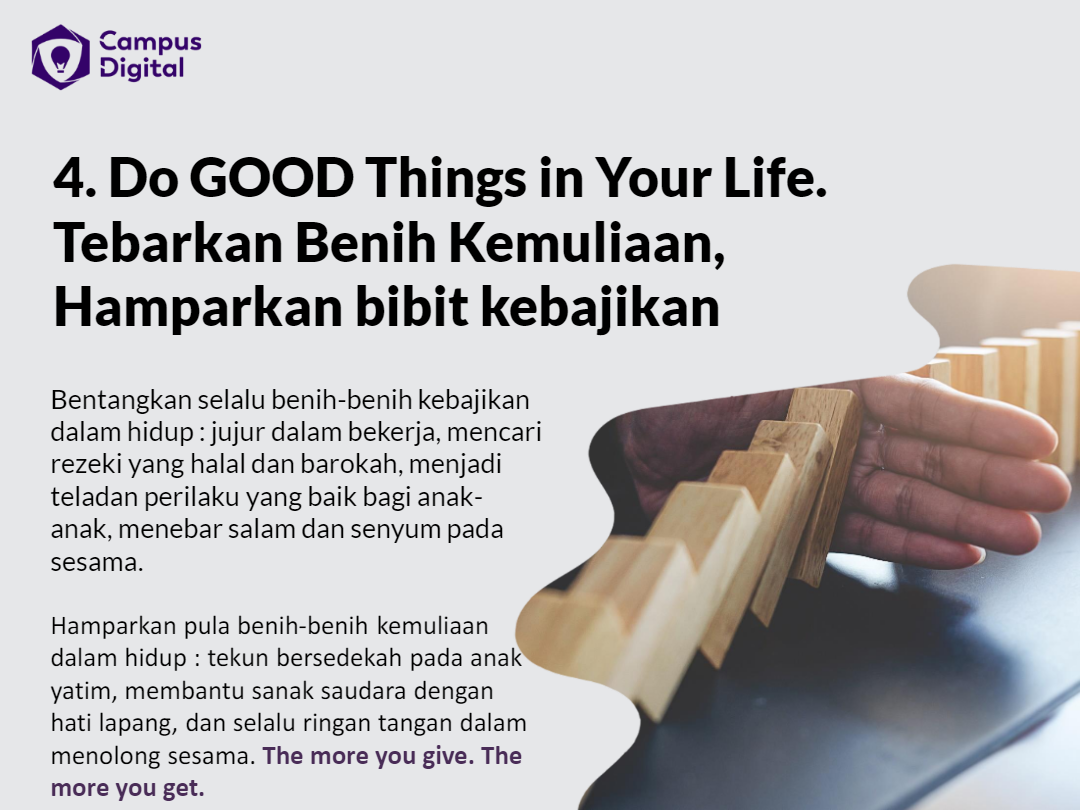 Campus
Digital
4. Do GOOD Things in Your Life.
Tebarkan Benih Kemuliaan,
Hamparkan bibit kebajikan
Bentangkan selalu benih-benih kebajikan
dalam hidup : jujur dalam bekerja, mencari
rezeki yang halal dan barokah, menjadi
teladan perilaku yang baik bagi anak-
anak, menebar salam dan senyum pada
sesama.
Hamparkan pula benih-benih kemuliaan
dalam hidup : tekun bersedekah pada anak
yatim, membantu sanak saudara dengan
hati lapang, dan selalu ringan tangan dalam
menolong sesama. The more you give. The
more you get.